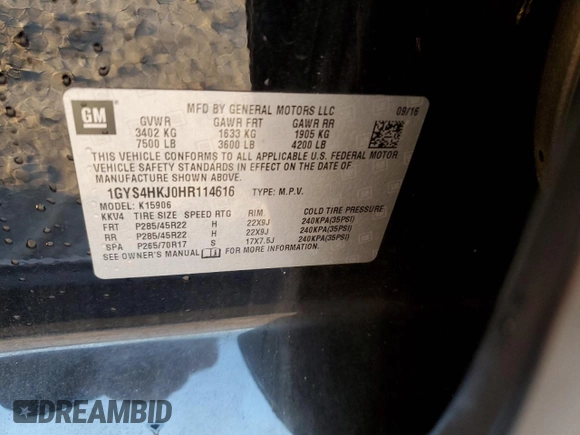 GM
MFD BY GENERAL MOTORS LLC 09/16
GVWR GAWR FRT GAWR RR
3402 KG 1633 KG 1905 KG
7500 LB 3600 LB 4200 LB
THIS VEHICLE CONFORMS TO ALL APPLICABLE U.S. FEDERAL MOTOR
VEHICLE SAFETY STANDARDS IN EFFECT ON THE DATE OF
MANUFACTURE SHOWN ABOVE.
1GYS4HKJ0HR114616 TYPE: M.P.V.
MODEL: K15906
KKV4 TIRE SIZE SPEED RTG RIM COLD TIRE PRESSURE
FRT P285/45R22 H 22X9J 240KPA(35PSI)
RR P285/45R22 H 22X9J 240KPA(35PSI)
SPA P265/70R17 S 17X7.5J 240KPA(35PSI)
SEE OWNER'S MANUAL
DREAMBID